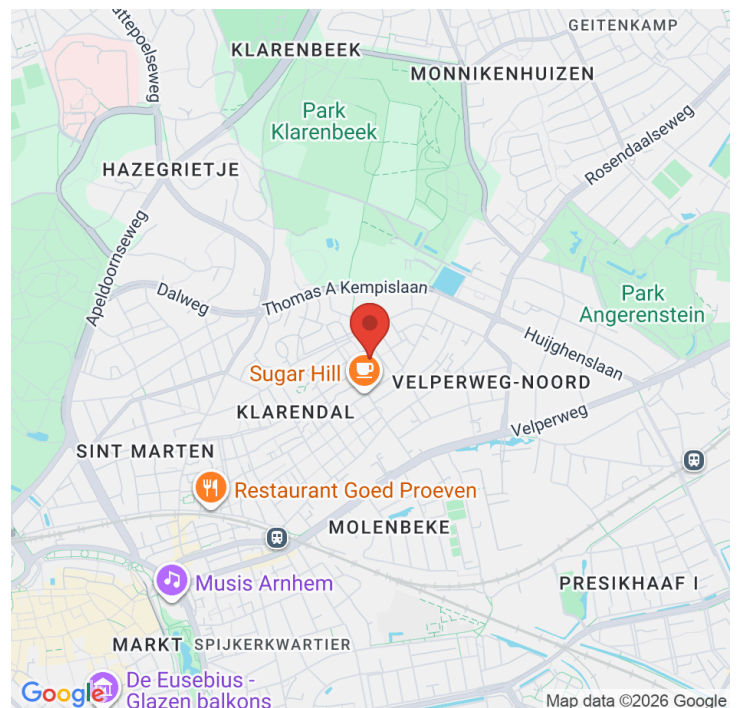 GEITENKAMP
KLARENBEEK
MONNIKENHUIZEN
Park
Klarenbeek
Rosendaalseweg
HAZEGRIETJE
Apeldoornseweg
Dalweg
Thomas A Kempislaan
Park
Angerenstein
Huijghenslaan
Sugar Hill
VELPERWEG-NOORD
KLARENDAL
Velperweg
SINT MARTEN
Restaurant Goed Proeven
MOLENBEKE
Musis Arnhem
PRESIKHAAF I
MARKT
SPIJKERKWARTIER
De Eusebius -
Glazen balkons
Google
Map data ©2026 Google